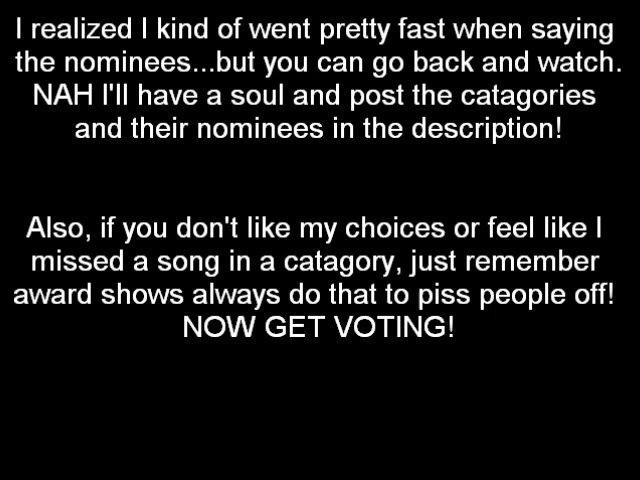 I realized I kind of went pretty fast when saying
the nominees...but you can go back and watch.
NAH I'll have a soul and post the catagories
and their nominees in the description!
Also, if you don't like my choices or feel like I
missed a song in a catagory, just remember
award shows always do that to piss people off!
NOW GET VOTING!